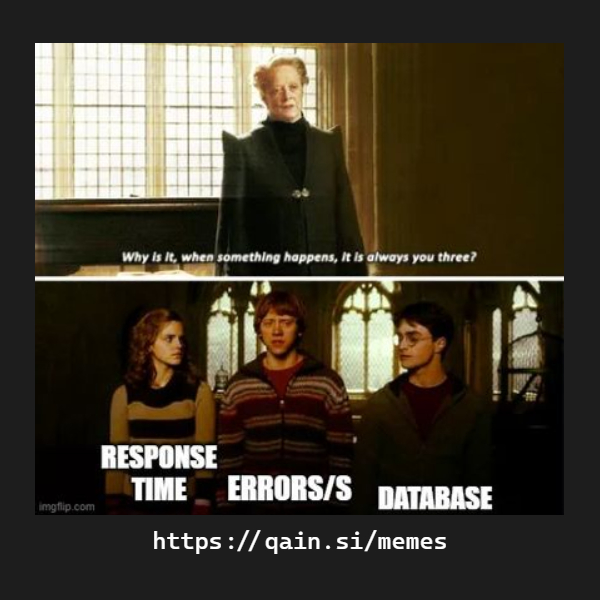 Why is it, when something happens, it is always you three?
RESPONSE
TIME
ERRORS/S
DATABASE
imgflip.com
https://qain.si/memes